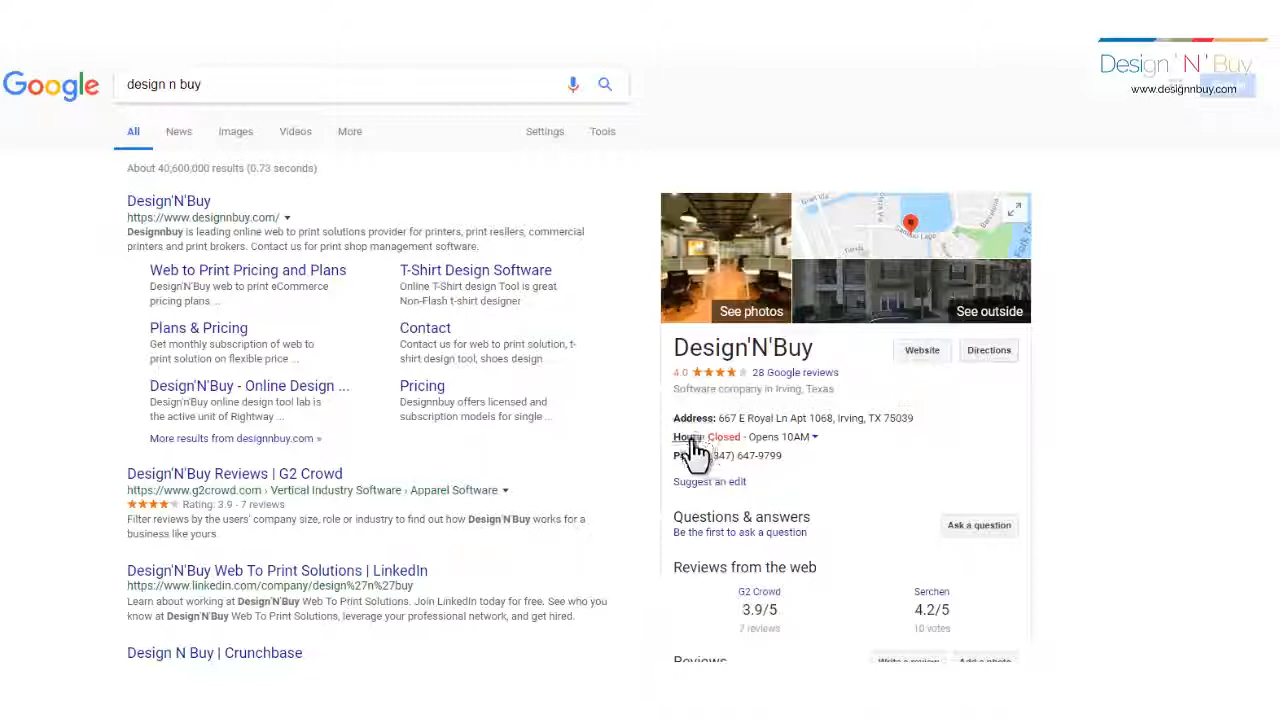 Design'N'Buy
www.designnbuy.com
Google
design n buy
All News Images Videos More Settings Tools
About 40,600,000 results (0.73 seconds)
Design'N'Buy
https://www.designnbuy.com/
Designnbuy is leading online web to print solutions provider for printers, print resllers, commercial
printers and print brokers. Contact us for print shop management software.
Web to Print Pricing and Plans
Design'N'Buy web to print eCommerce
pricing plans. ...
T-Shirt Design Software
Online T-Shirt design Tool is great
Non-Flash t-shirt designer
Plans & Pricing
Get monthly subscription of web to
print solution on flexible price ...
Contact
Contact us for web to print solution, t-
shirt design tool, shoes design
Design'N'Buy - Online Design ...
Design'N'Buy online design tool lab is
the active unit of Rightway ...
Pricing
Designnbuy offers licensed and
subscription models for single ...
More results from designnbuy.com »
Design'N'Buy Reviews | G2 Crowd
https://www.g2crowd.com › Vertical Industry Software › Apparel Software
Rating: 3.9 - 7 reviews
Filter reviews by the users' company size, role or industry to find out how Design'N'Buy works for a
business like yours.
Design'N'Buy Web To Print Solutions | LinkedIn
https://www.linkedin.com/company/design%27n%27buy
Learn about working at Design'N'Buy Web To Print Solutions. Join LinkedIn today for free. See who you
know at Design'N'Buy Web To Print Solutions, leverage your professional network, and get hired.
Design N Buy | Crunchbase
See photos
See outside
Design'N'Buy
Website
Directions
4.0 28 Google reviews
Software company in Irving, Texas
Address: 667 E Royal Ln Apt 1068, Irving, TX 75039
Closed · Opens 10AM
347) 647-9799
Suggest an edit
Questions & answers
Be the first to ask a question
Ask a question
Reviews from the web
G2 Crowd
3.9/5
7 reviews
Serchen
4.2/5
10 votes
Reviews
Write a review
Add a photo